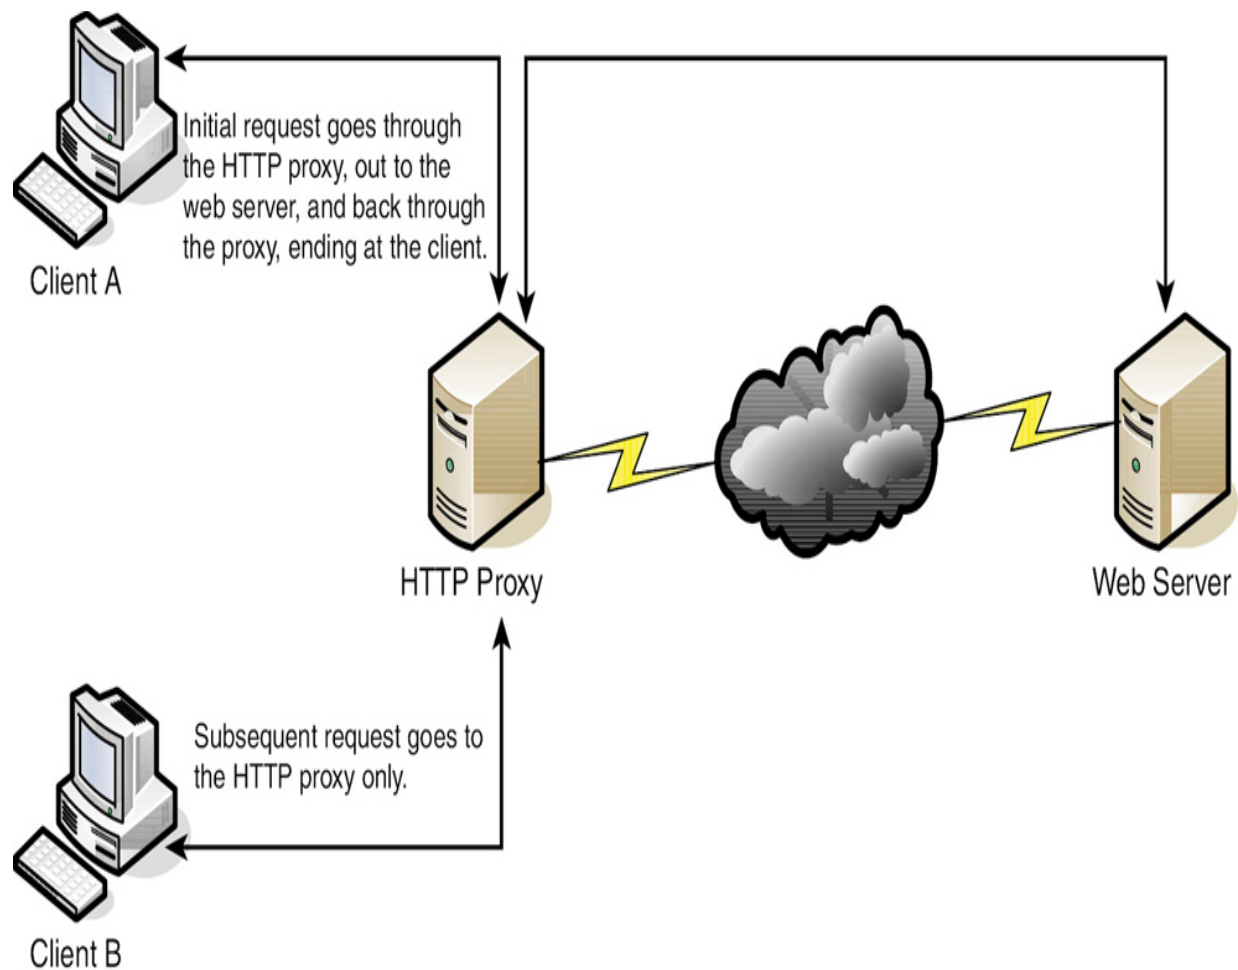 Initial request goes through
the HTTP proxy, out to the
web server, and back through
the proxy, ending at the client.
Client A
HTTP Proxy
Web Server
Subsequent request goes to
the HTTP proxy only.
Client B